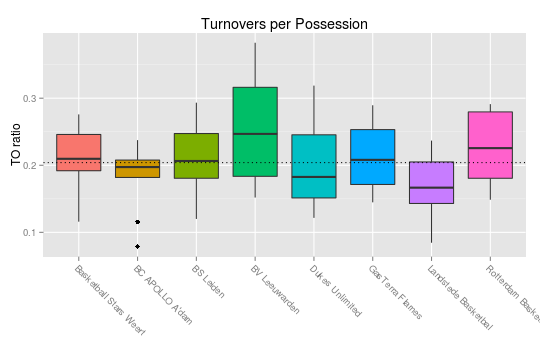 Turnovers per Possession
TO ratio
0.3
0.2
0.1
Basketball Stars Weert
BC APOLLO A'dam
BS Leiden
BV Leeuwarden
Dukes Unlimited
GasTerra Flames
Landstede Basketbal
Rotterdam Baske